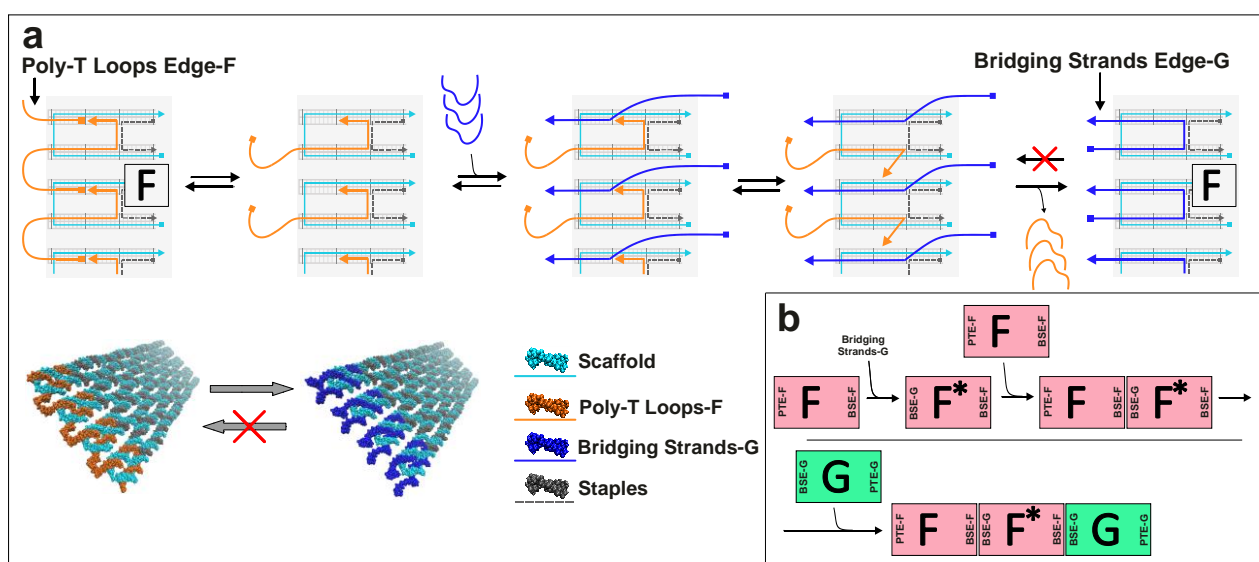 a
Poly-T Loops Edge-F
Bridging Strands Edge-G
F
F
Scaffold
Poly-T Loops-F
Bridging Strands-G
Staples
b
PTE-F F BSE-F
Bridging
Strands-G
PTE-F F BSE-F
BSE-G F* BSE-F
PTE-F F BSE-F
BSE-G F* BSE-F
BSE-G G PTE-G
PTE-F F BSE-F
BSE-G F* BSE-F
BSE-G G PTE-G